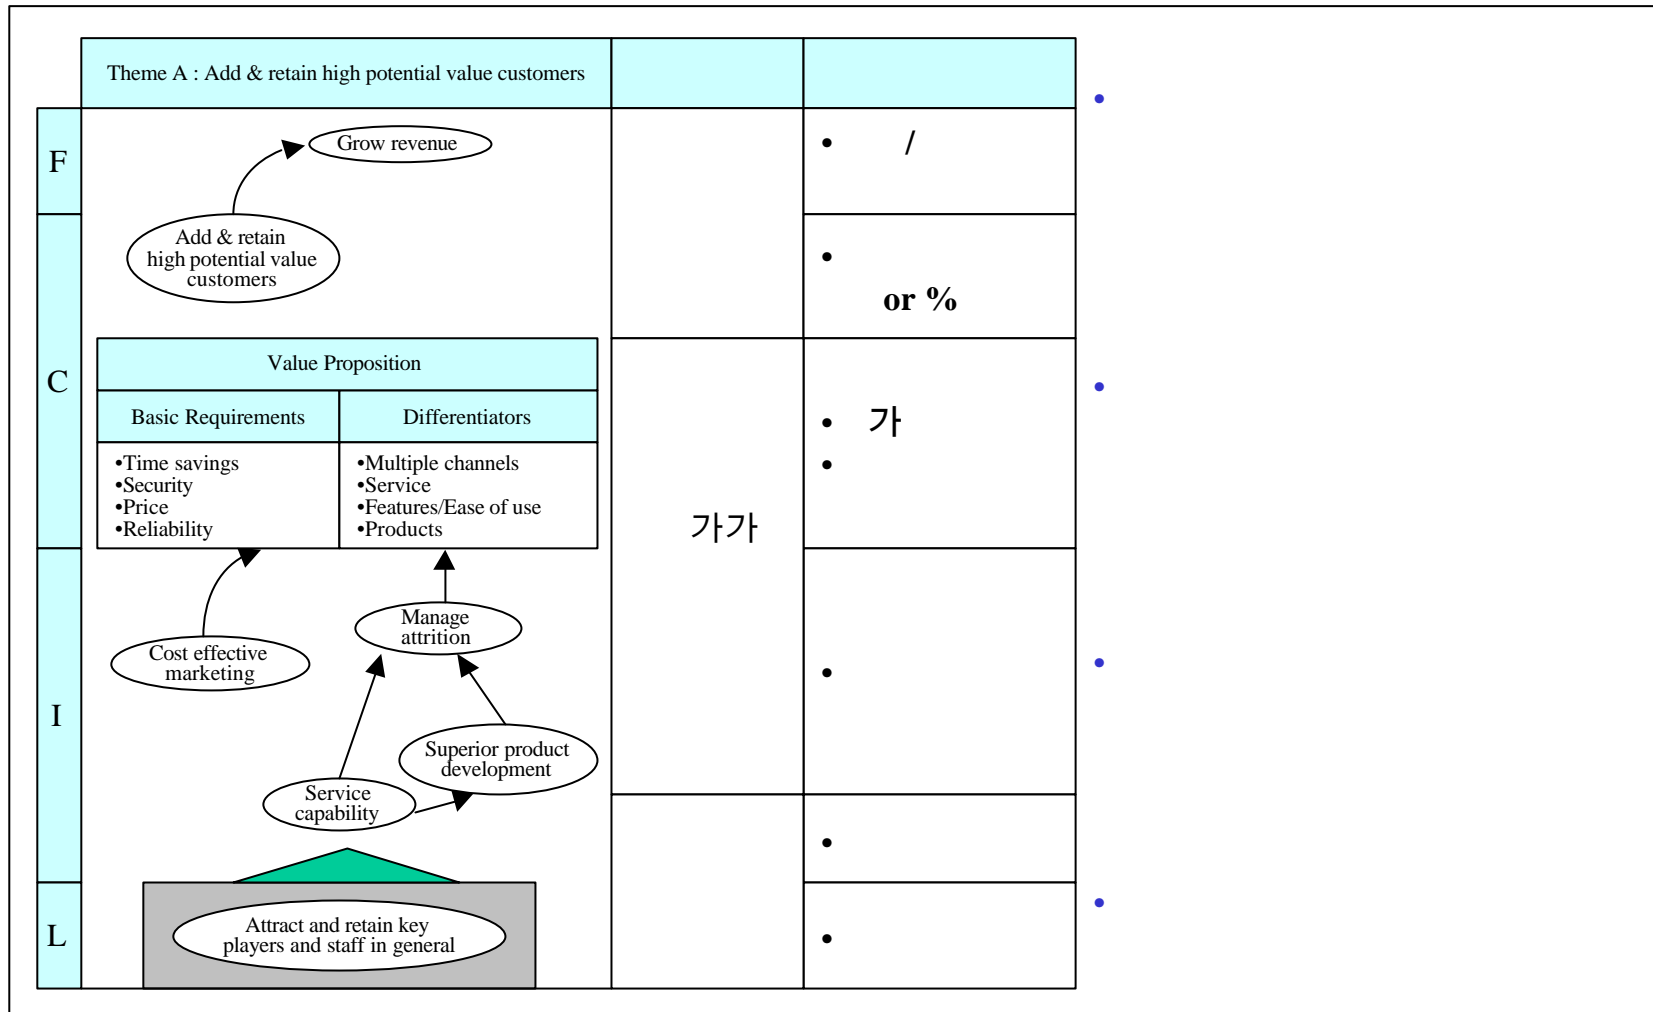 Theme A : Add & retain high potential value customers
F
Grow revenue
• /
Add & retain
high potential value
customers
•
or %
C
Value Proposition
Basic Requirements
Differentiators
•Time savings
•Security
•Price
•Reliability
•Multiple channels
•Service
•Features/Ease of use
•Products
• 가
•
가가
I
Manage
attrition
Cost effective
marketing
•
Superior product
development
Service
capability
•
L
Attract and retain key
players and staff in general
•
•
•
•
•